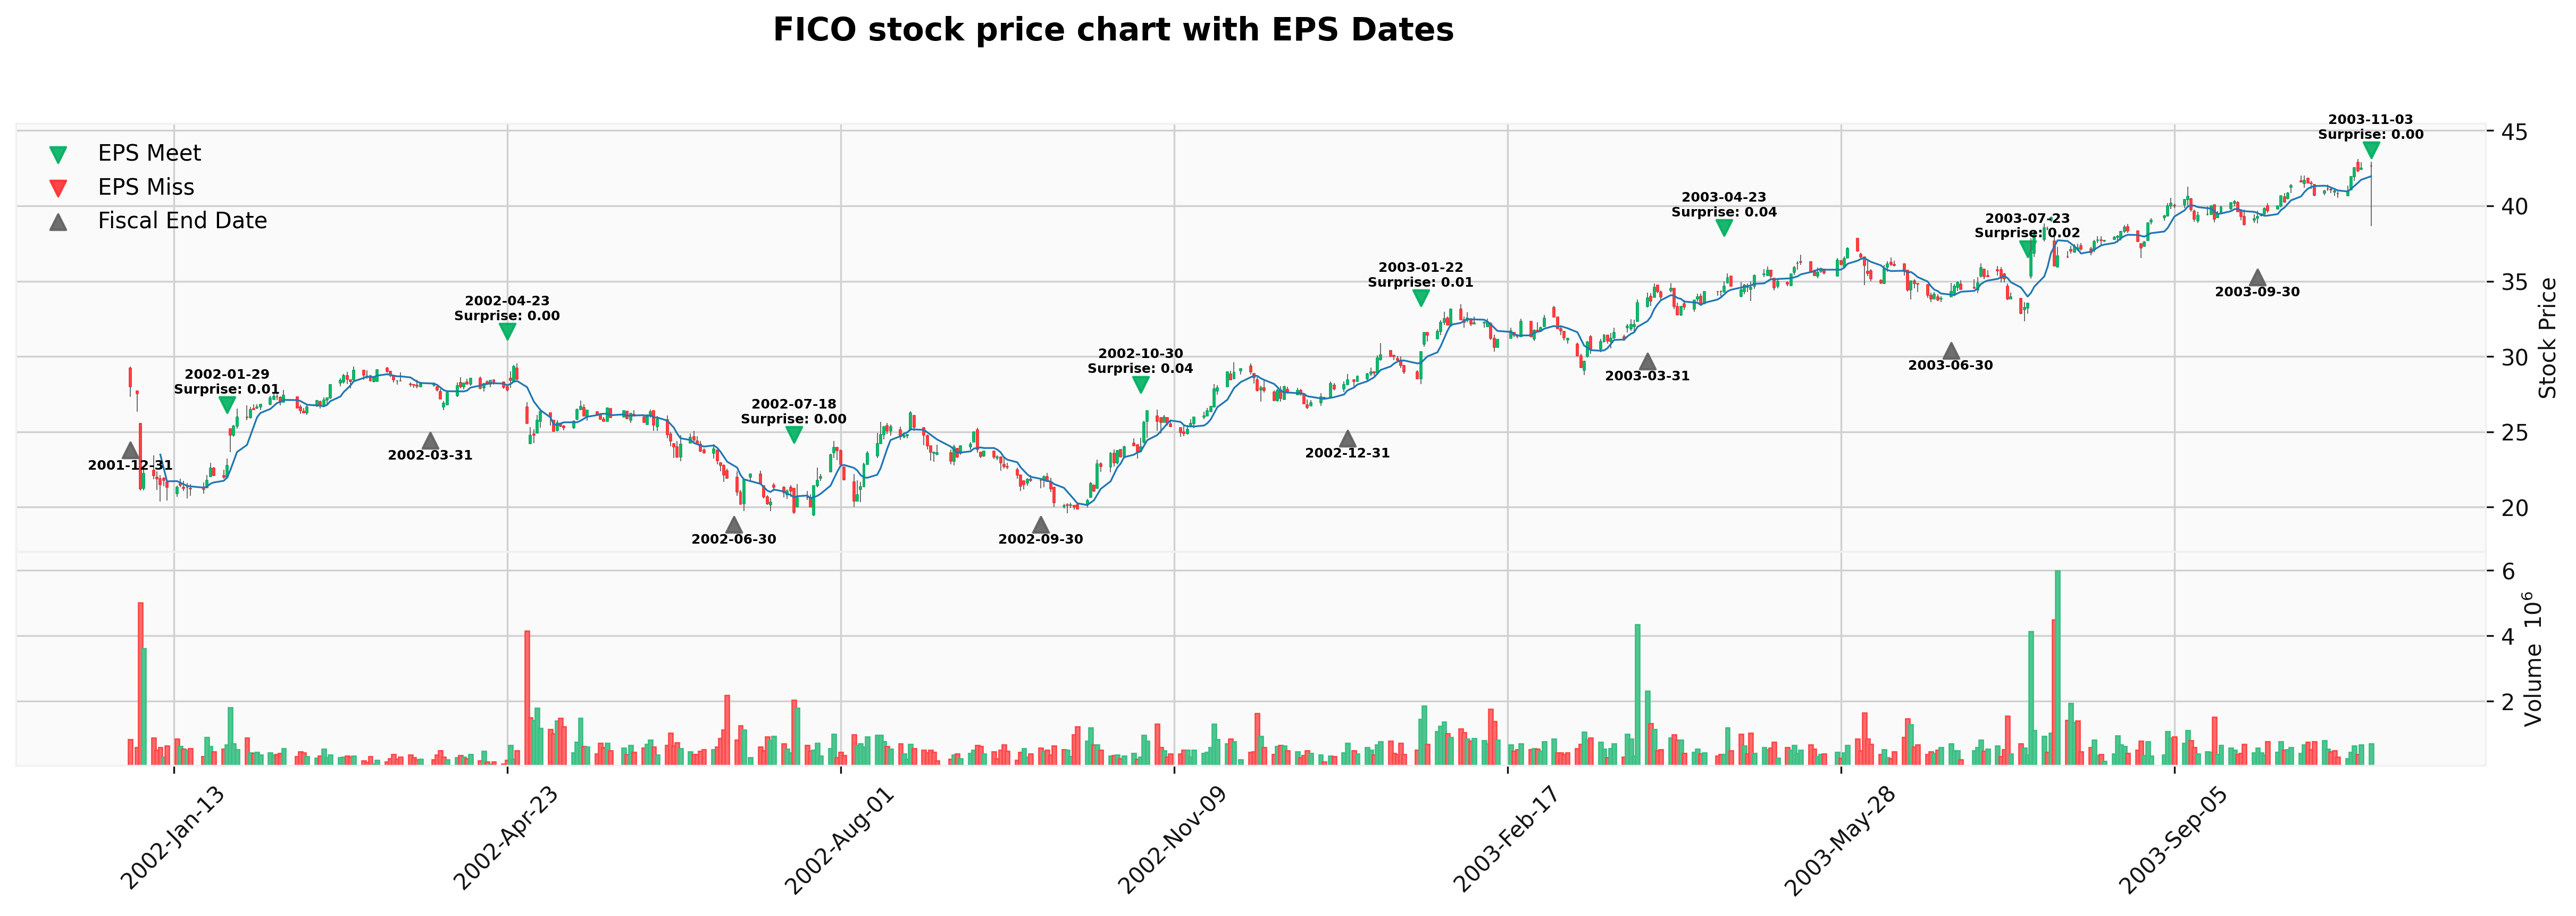 FICO stock price chart with EPS Dates
EPS Meet
EPS Miss
Fiscal End Date
2001-12-31
2002-01-29
Surprise: 0.01
2002-03-31
2002-04-23
Surprise: 0.00
2002-06-30
2002-07-18
Surprise: 0.00
2002-09-30
2002-10-30
Surprise: 0.04
2002-12-31
2003-01-22
Surprise: 0.01
2003-03-31
2003-04-23
Surprise: 0.04
2003-06-30
2003-07-23
Surprise: 0.02
2003-09-30
2003-11-03
Surprise: 0.00
45
40
35
30
25
20
Stock Price
6
4
2
Volume 10⁶
2002-Jan-13
2002-Apr-23
2002-Aug-01
2002-Nov-09
2003-Feb-17
2003-May-28
2003-Sep-05